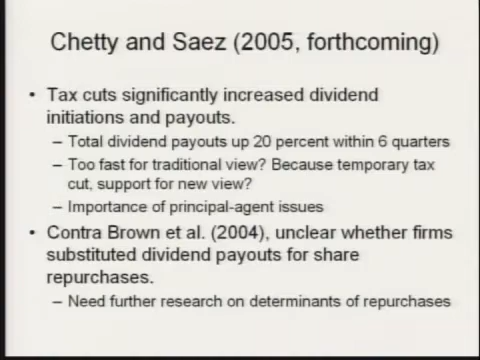 Chetty and Saez (2005, forthcoming)
• Tax cuts significantly increased dividend
initiations and payouts.
– Total dividend payouts up 20 percent within 6 quarters
– Too fast for traditional view? Because temporary tax
cut, support for new view?
– Importance of principal-agent issues
• Contra Brown et al. (2004), unclear whether firms
substituted dividend payouts for share
repurchases.
– Need further research on determinants of repurchases